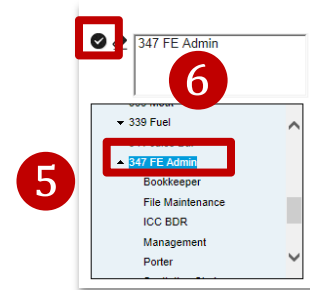 347 FE Admin
6
339 Fuel
347 FE Admin
5
Bookkeeper
File Maintenance
ICC BDR
Management
Porter